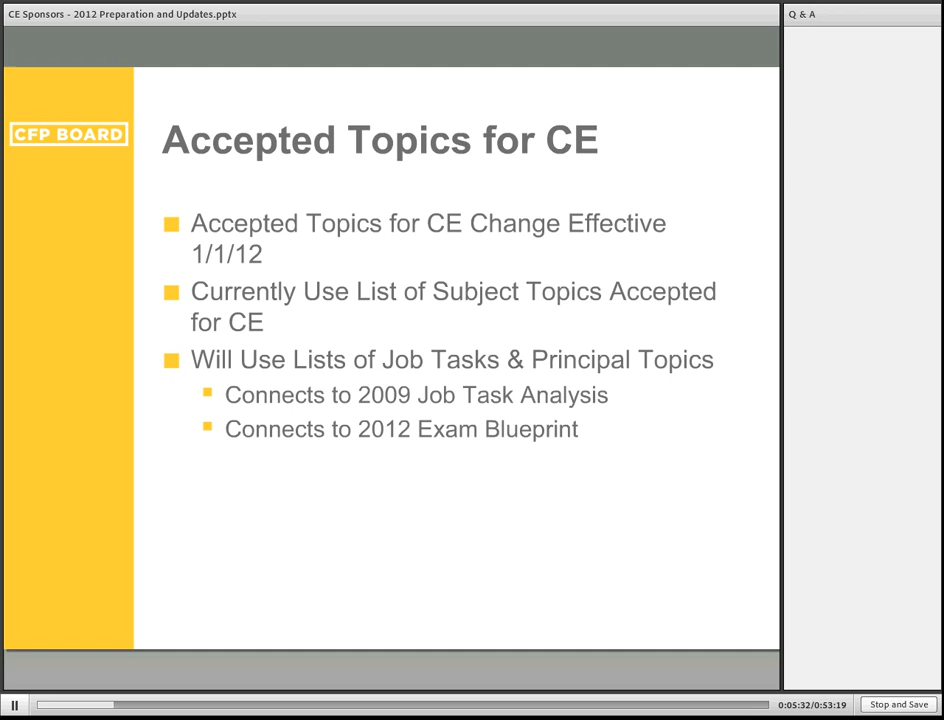 CE Sponsors - 2012 Preparation and Updates.pptx
Q & A
CFP BOARD
Accepted Topics for CE
Accepted Topics for CE Change Effective
1/1/12
Currently Use List of Subject Topics Accepted
for CE
Will Use Lists of Job Tasks & Principal Topics
Connects to 2009 Job Task Analysis
Connects to 2012 Exam Blueprint
0:05:32/0:53:19
Stop and Save